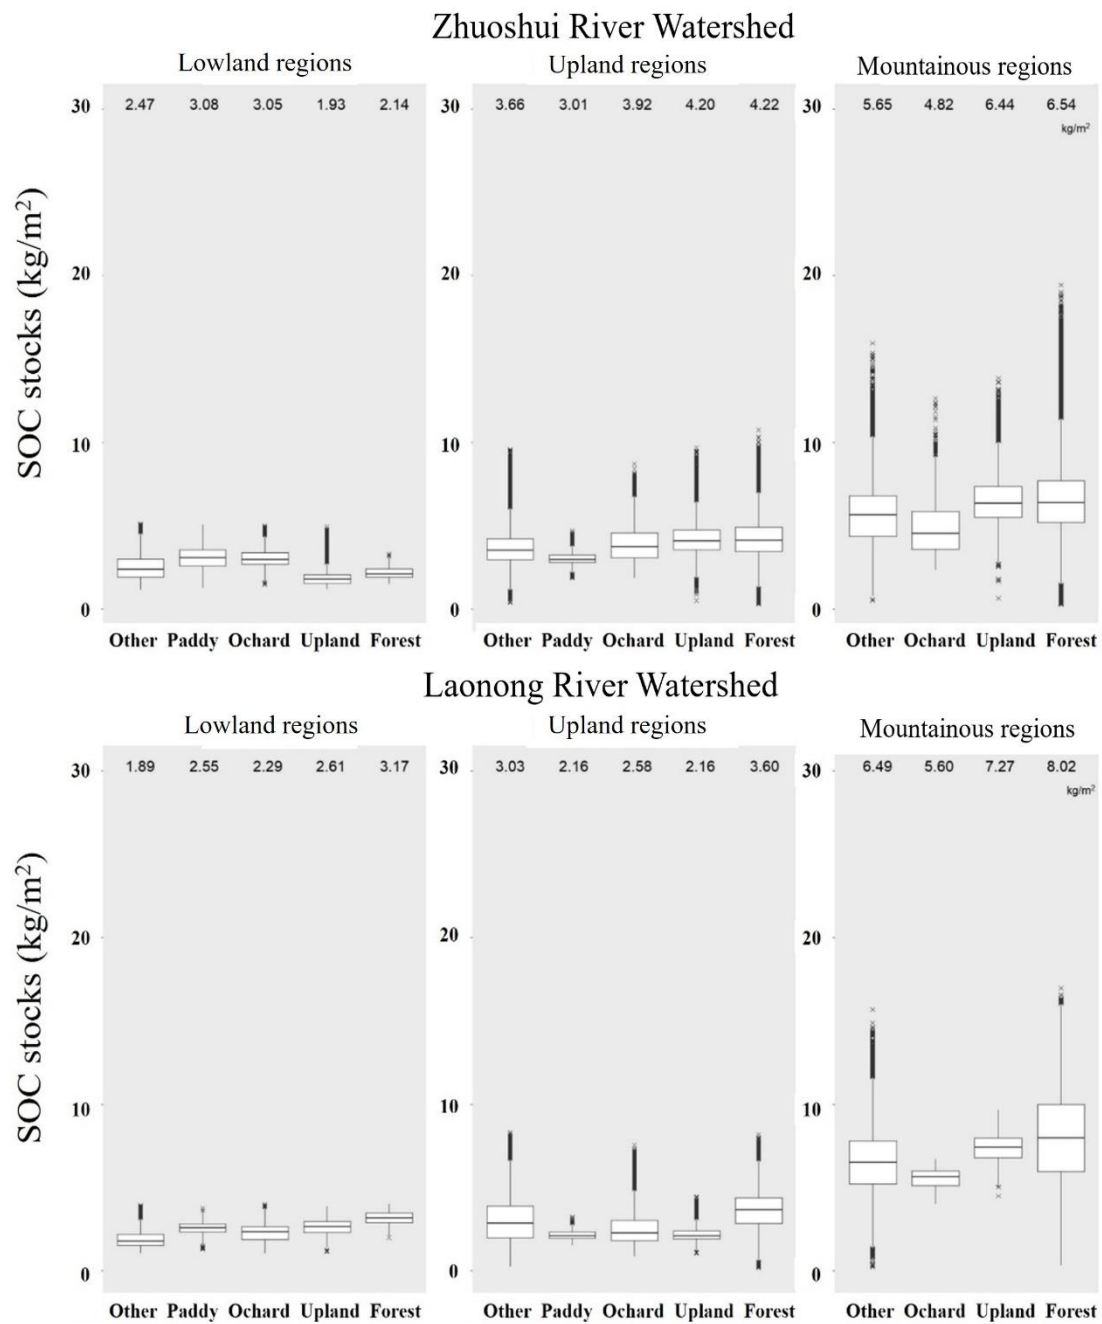 Zhuoshui River Watershed
Lowland regions
Upland regions
Mountainous regions
SOC stocks (kg/m²)
30
20
10
0
2.47 3.08 3.05 1.93 2.14
Other Paddy Ochard Upland Forest
30
20
10
0
3.66 3.01 3.92 4.20 4.22
Other Paddy Ochard Upland Forest
30
20
10
0
5.65 4.82 6.44 6.54
kg/m²
Other Ochard Upland Forest
Laonong River Watershed
Lowland regions
Upland regions
Mountainous regions
SOC stocks (kg/m²)
30
20
10
0
1.89 2.55 2.29 2.61 3.17
Other Paddy Ochard Upland Forest
30
20
10
0
3.03 2.16 2.58 2.16 3.60
Other Paddy Ochard Upland Forest
30
20
10
0
6.49 5.60 7.27 8.02
kg/m²
Other Ochard Upland Forest